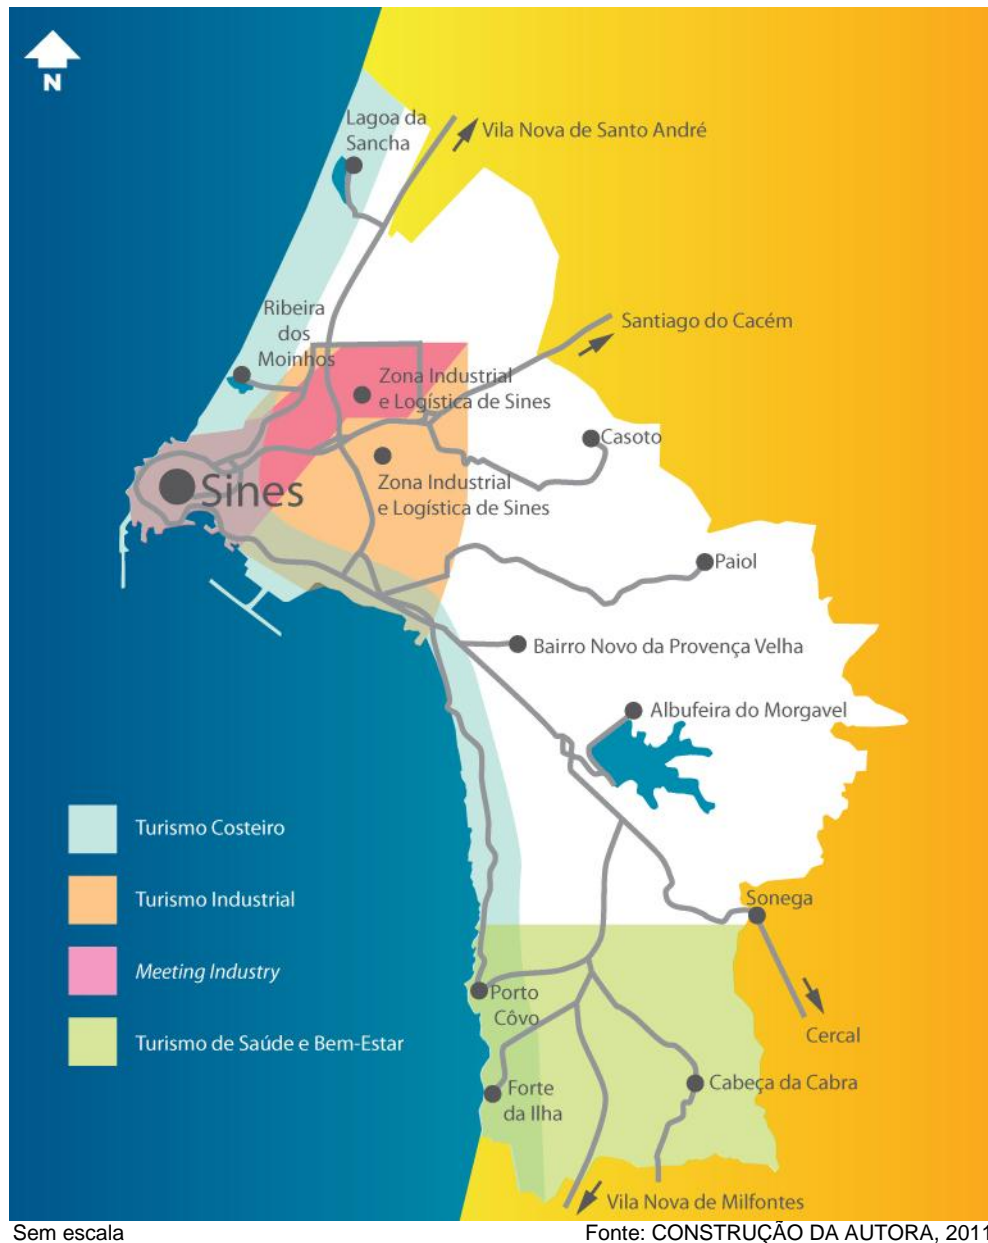 N
Lagoa da
Sancha
Vila Nova de Santo André
Ribeira
dos
Moinhos
Santiago do Cacém
Zona Industrial
e Logística de Sines
Casoto
Sines
Zona Industrial
e Logística de Sines
Paiol
Bairro Novo da Provença Velha
Albufeira do Morgavel
Turismo Costeiro
Turismo Industrial
Meeting Industry
Turismo de Saúde e Bem-Estar
Sonega
Porto
Côvo
Cercal
Forte
da Ilha
Cabeça da Cabra
Vila Nova de Milfontes
Sem escala
Fonte: CONSTRUÇÃO DA AUTORA, 2011